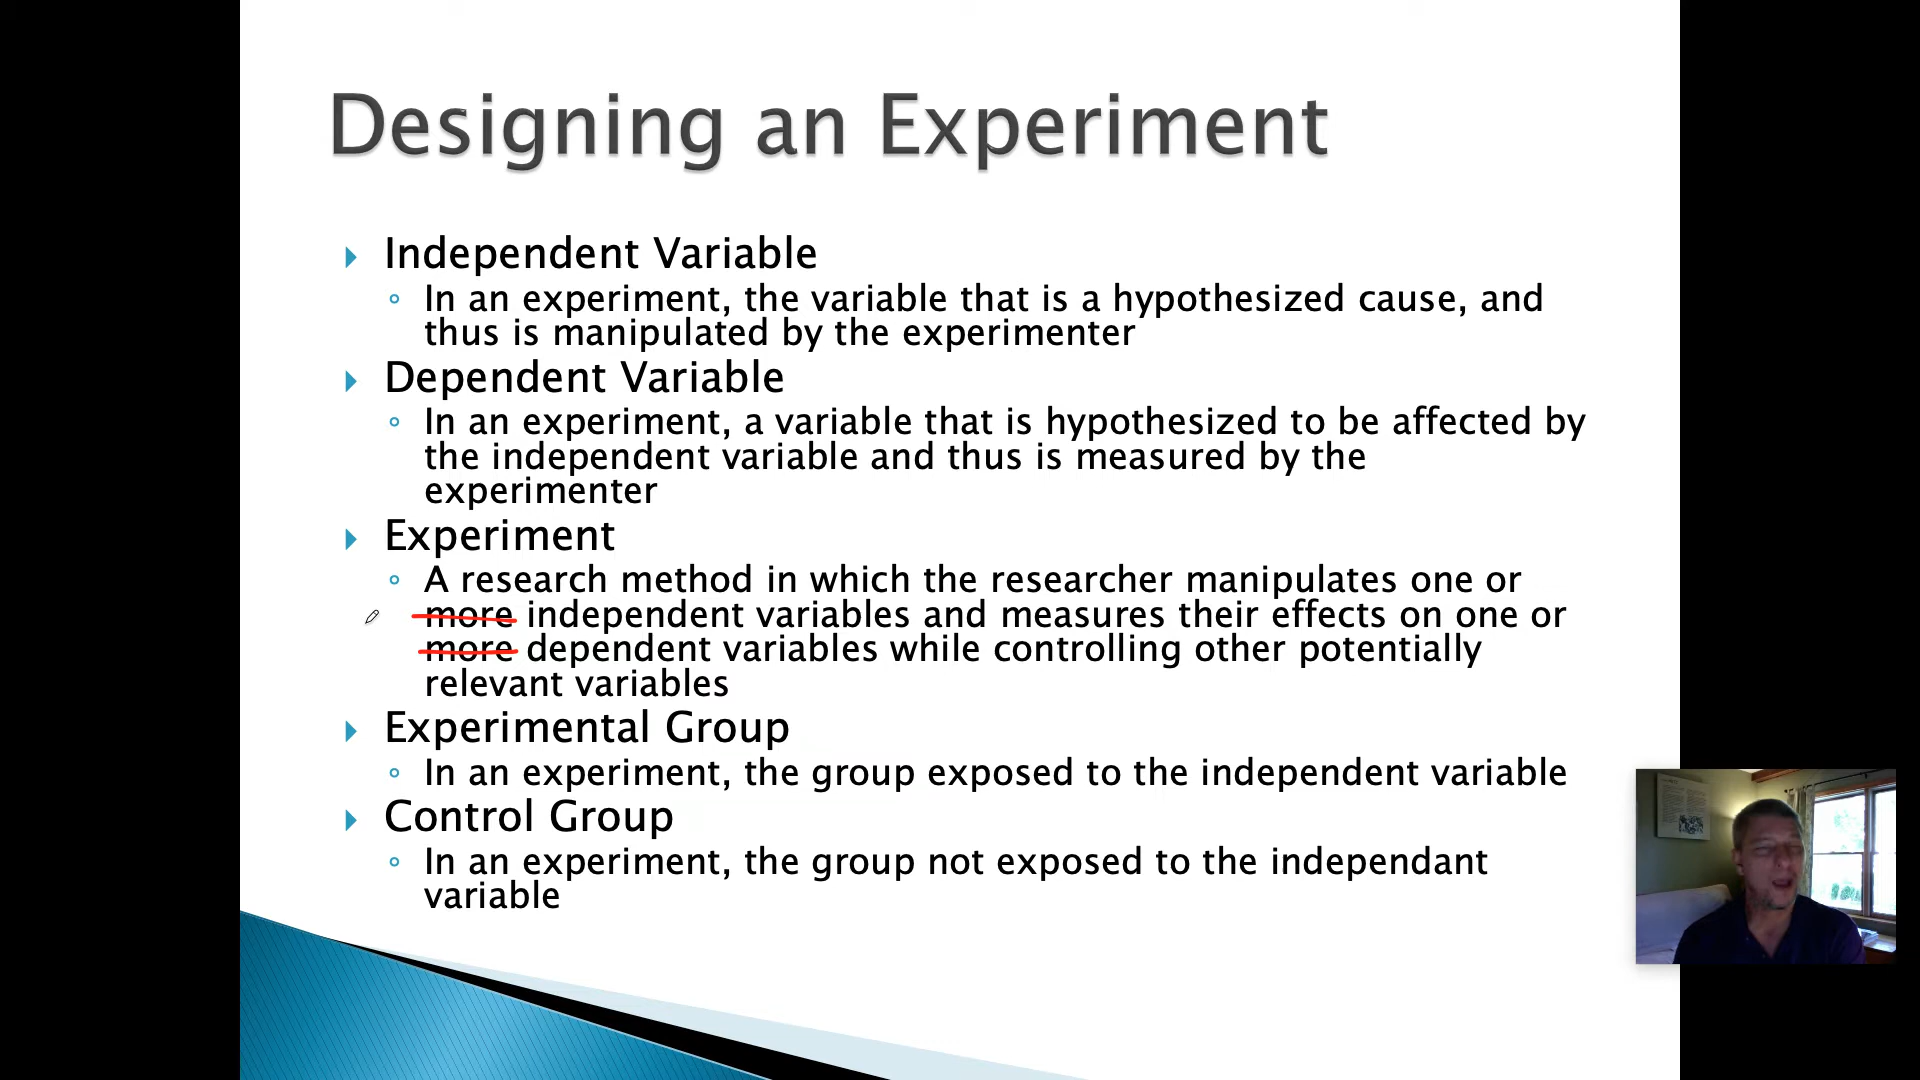 Designing an Experiment
Independent Variable
In an experiment, the variable that is a hypothesized cause, and
thus is manipulated by the experimenter
Dependent Variable
In an experiment, a variable that is hypothesized to be affected by
the independent variable and thus is measured by the
experimenter
Experiment
A research method in which the researcher manipulates one or
more independent variables and measures their effects on one or
more dependent variables while controlling other potentially
relevant variables
Experimental Group
In an experiment, the group exposed to the independent variable
Control Group
In an experiment, the group not exposed to the independant
variable